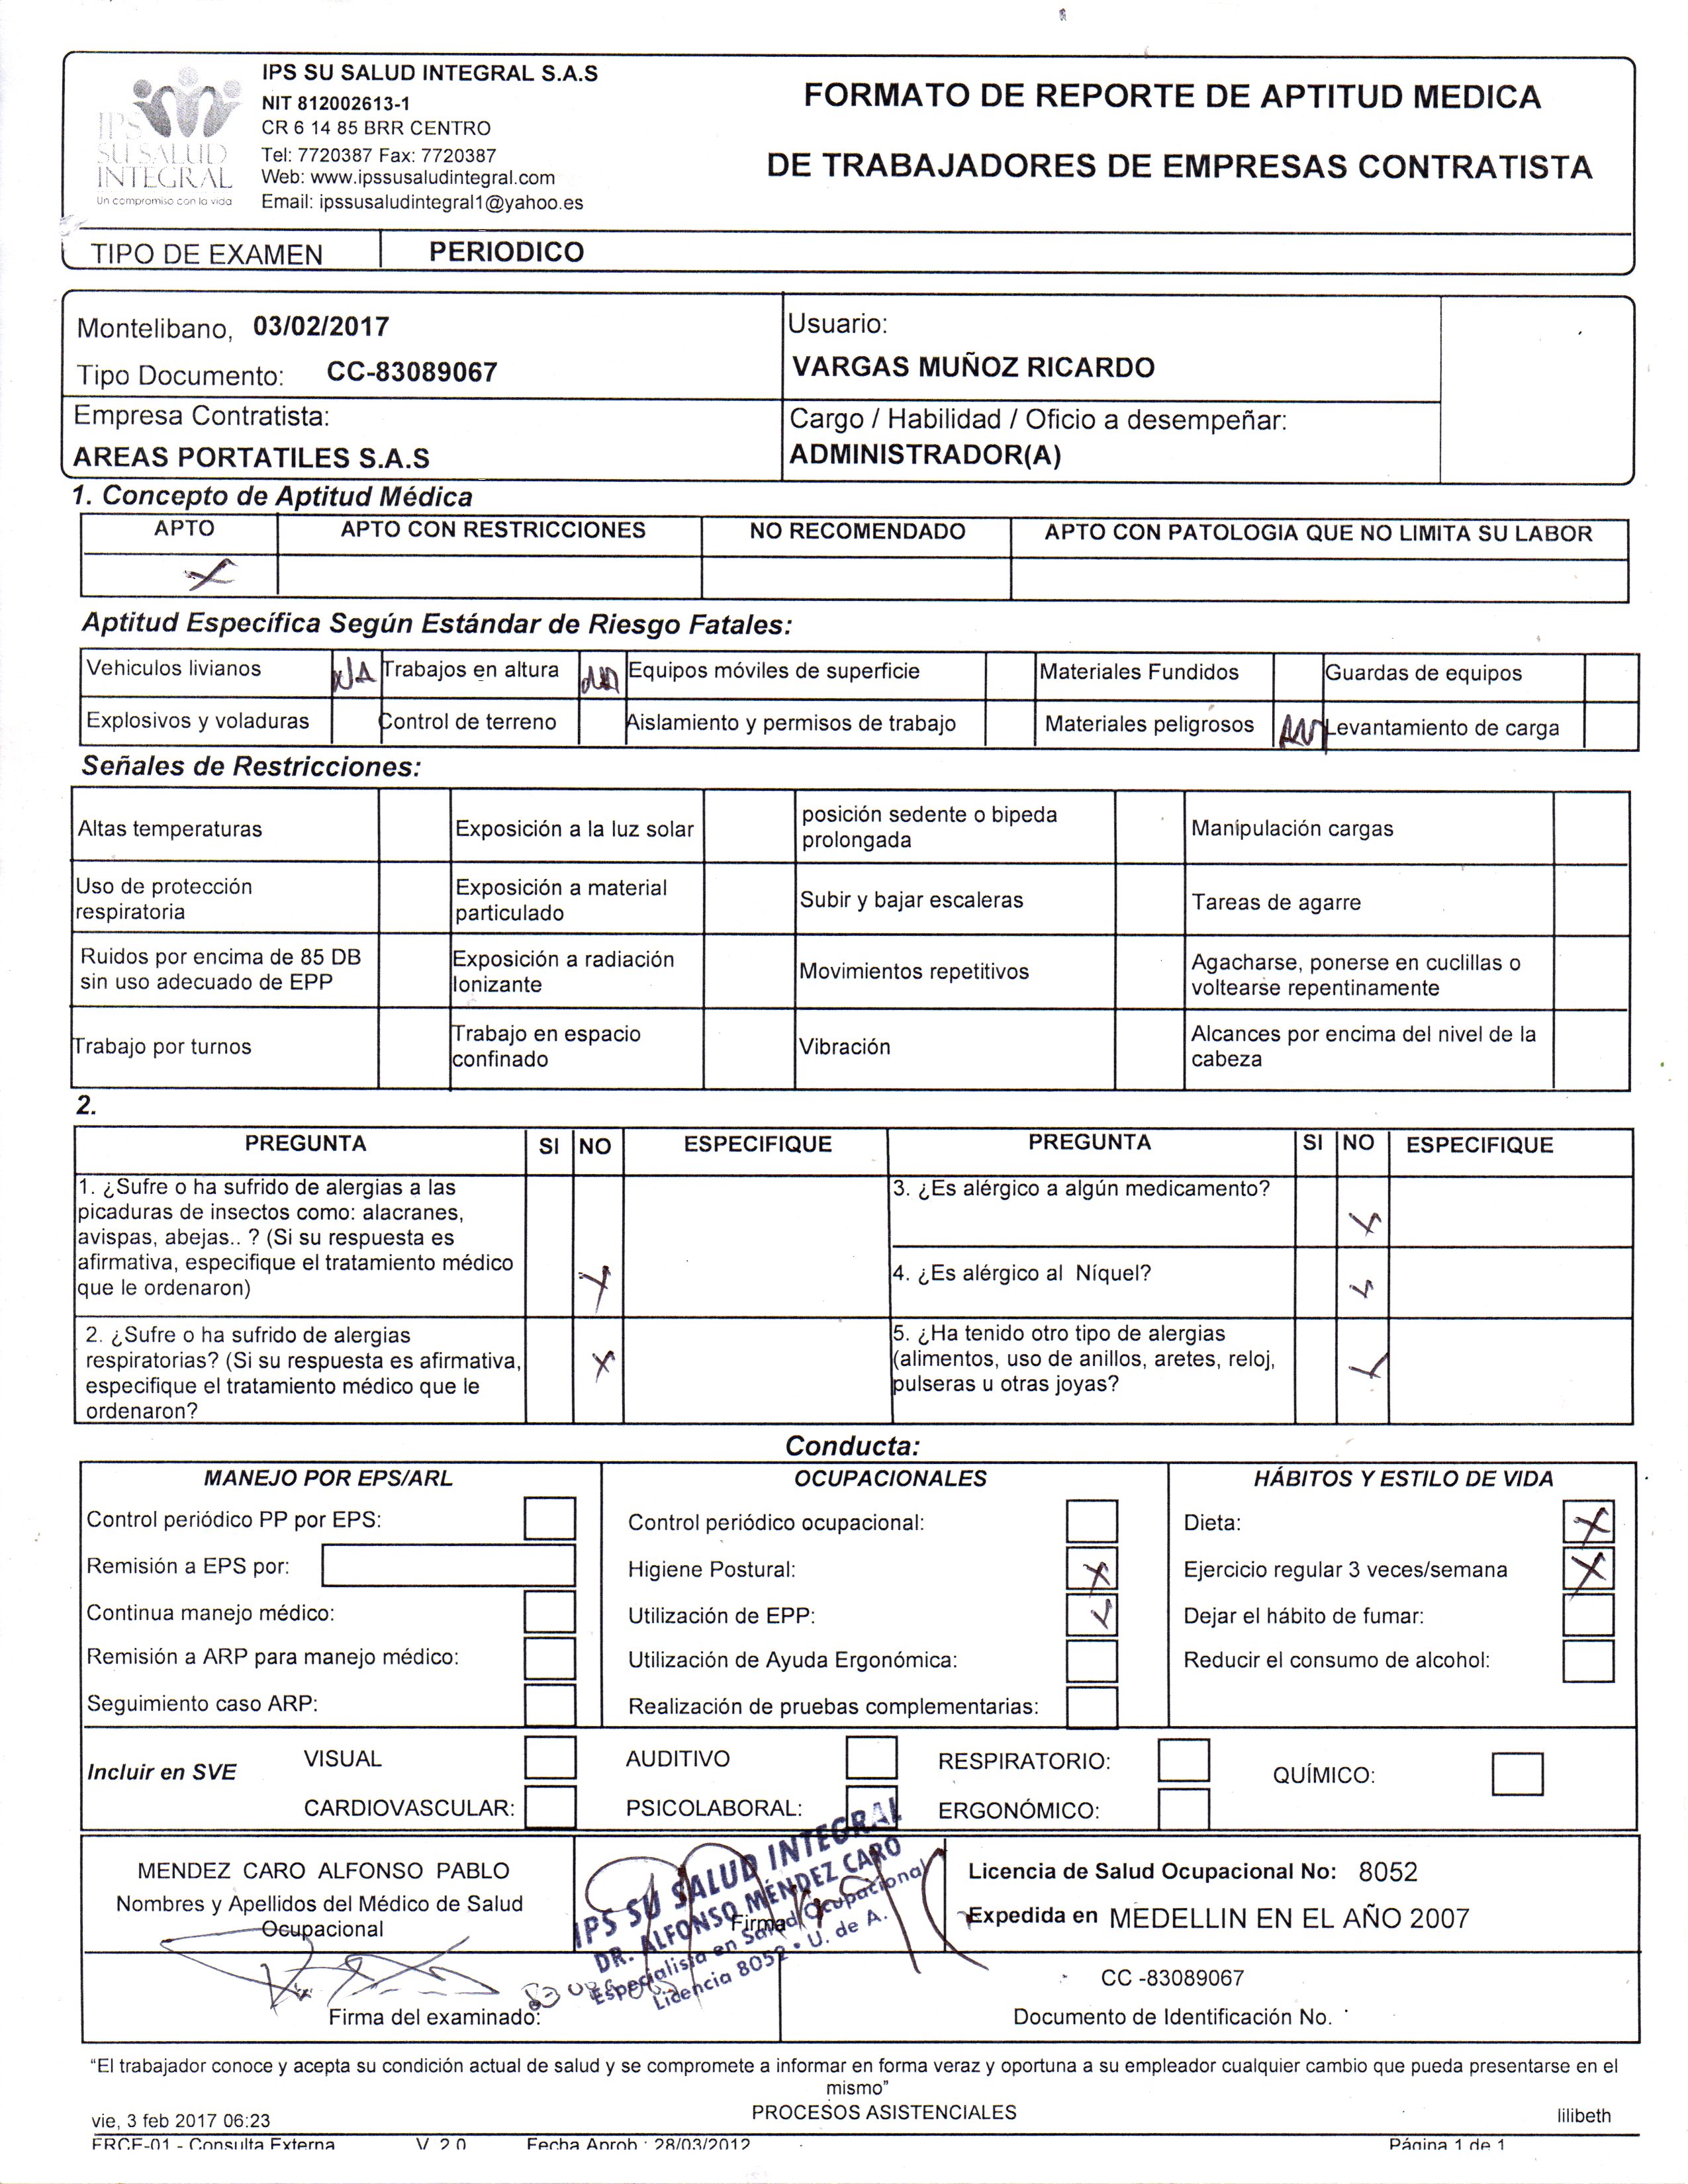 IPS SU SALUD INTEGRAL S.A.S
NIT 812002613-1
CR 6 14 85 BRR CENTRO
Tel: 7720387 Fax: 7720387
Web: www.ipssusaludintegral.com
Email: ipssusaludintegral1@yahoo.es
IPS
SU SALUD
INTEGRAL
Un compromiso con la vida
FORMATO DE REPORTE DE APTITUD MEDICA
DE TRABAJADORES DE EMPRESAS CONTRATISTA
TIPO DE EXAMEN PERIODICO
Montelibano, 03/02/2017
Tipo Documento: CC-83089067
Usuario:
VARGAS MUÑOZ RICARDO
Empresa Contratista:
AREAS PORTATILES S.A.S
Cargo / Habilidad / Oficio a desempeñar:
ADMINISTRADOR(A)
1. Concepto de Aptitud Médica
APTO APTO CON RESTRICCIONES NO RECOMENDADO APTO CON PATOLOGIA QUE NO LIMITA SU LABOR
X
Aptitud Específica Según Estándar de Riesgo Fatales:
Vehiculos livianos N/A Trabajos en altura Equipos móviles de superficie Materiales Fundidos Guardas de equipos
Explosivos y voladuras Control de terreno Aislamiento y permisos de trabajo Materiales peligrosos Levantamiento de carga
Señales de Restricciones:
Altas temperaturas Exposición a la luz solar posición sedente o bipeda prolongada Manipulación cargas
Uso de protección respiratoria Exposición a material particulado Subir y bajar escaleras Tareas de agarre
Ruidos por encima de 85 DB sin uso adecuado de EPP Exposición a radiación Ionizante Movimientos repetitivos Agacharse, ponerse en cuclillas o voltearse repentinamente
Trabajo por turnos Trabajo en espacio confinado Vibración Alcances por encima del nivel de la cabeza
2.
PREGUNTA SI NO ESPECIFIQUE PREGUNTA SI NO ESPECIFIQUE
1. ¿Sufre o ha sufrido de alergias a las
picaduras de insectos como: alacranes,
avispas, abejas.. ? (Si su respuesta es
afirmativa, especifique el tratamiento médico
que le ordenaron) X
3. ¿Es alérgico a algún medicamento? X
4. ¿Es alérgico al Níquel? X
2. ¿Sufre o ha sufrido de alergias
respiratorias? (Si su respuesta es afirmativa, X
especifique el tratamiento médico que le
ordenaron?
5. ¿Ha tenido otro tipo de alergias
(alimentos, uso de anillos, aretes, reloj, X
pulseras u otras joyas?
Conducta:
MANEJO POR EPS/ARL OCUPACIONALES HÁBITOS Y ESTILO DE VIDA
Control periódico PP por EPS: Control periódico ocupacional: Dieta: X
Remisión a EPS por: Higiene Postural: X Ejercicio regular 3 veces/semana X
Continua manejo médico: Utilización de EPP: X Dejar el hábito de fumar:
Remisión a ARP para manejo médico: Utilización de Ayuda Ergonómica: Reducir el consumo de alcohol:
Seguimiento caso ARP: Realización de pruebas complementarias:
Incluir en SVE VISUAL AUDITIVO RESPIRATORIO: QUÍMICO:
CARDIOVASCULAR: PSICOLABORAL: ERGONÓMICO:
MENDEZ CARO ALFONSO PABLO
Nombres y Apellidos del Médico de Salud
Ocupacional
Firma
IPS SU SALUD INTEGRAL
DR. ALFONSO MÉNDEZ CARO
Especialista en Salud Ocupacional
Licencia 8052 • U. de A.
Licencia de Salud Ocupacional No: 8052
Expedida en MEDELLIN EN EL AÑO 2007
Firma del examinado:
CC -83089067
Documento de Identificación No.
“El trabajador conoce y acepta su condición actual de salud y se compromete a informar en forma veraz y oportuna a su empleador cualquier cambio que pueda presentarse en el
mismo”
PROCESOS ASISTENCIALES
vie, 3 feb 2017 06:23 lilibeth
FRCE-01 - Consulta Externa V 2.0 Fecha Aprob : 28/03/2012 Página 1 de 1